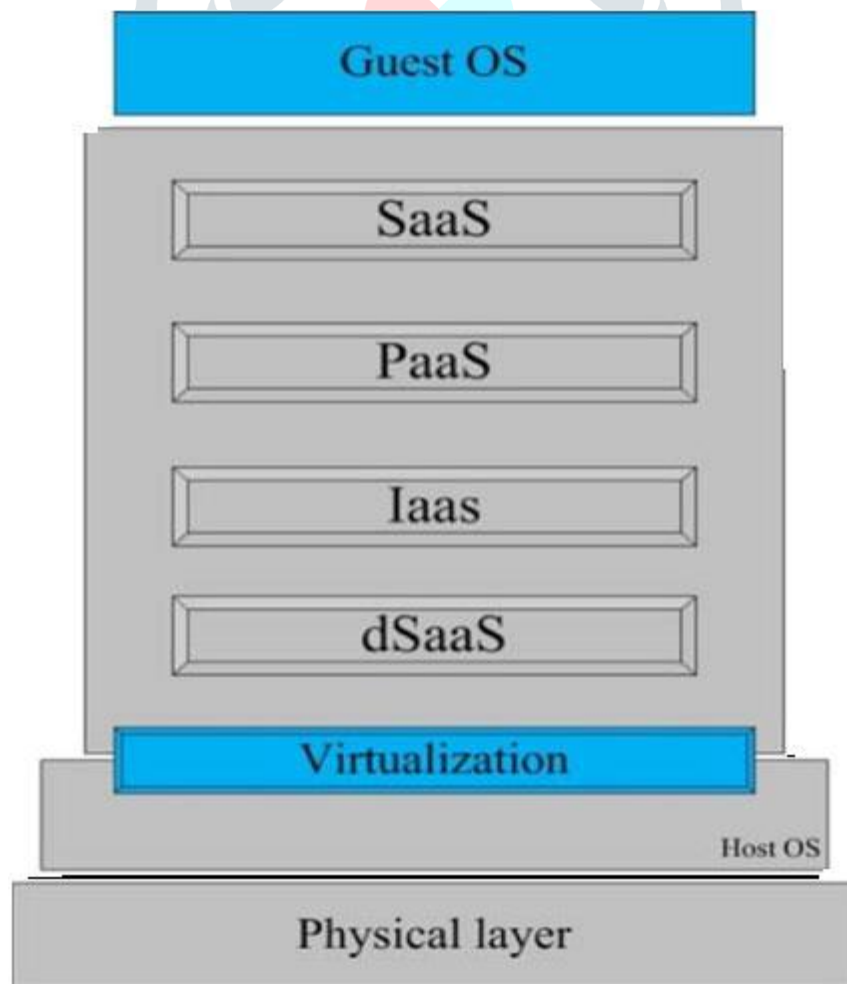 Guest OS
SaaS
PaaS
Iaas
dSaaS
Virtualization
Host OS
Physical layer